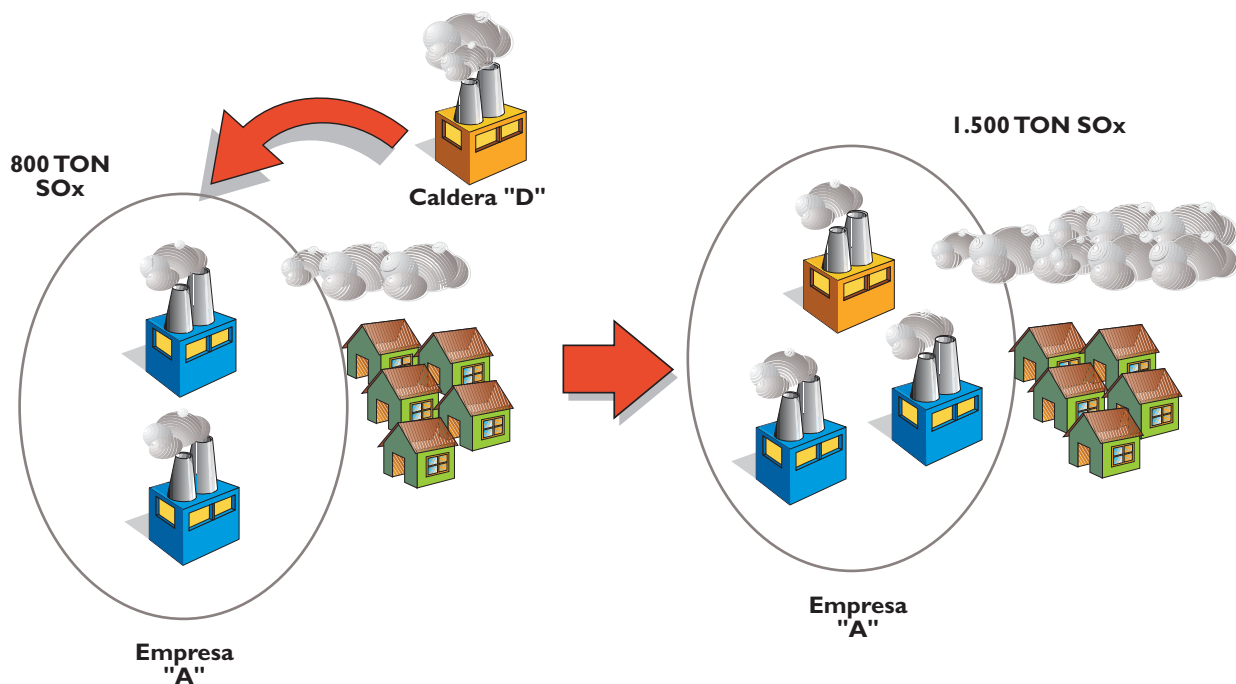 800 TON
SOx
Caldera "D"
Empresa
"A"
1.500 TON SOx
Empresa
"A"